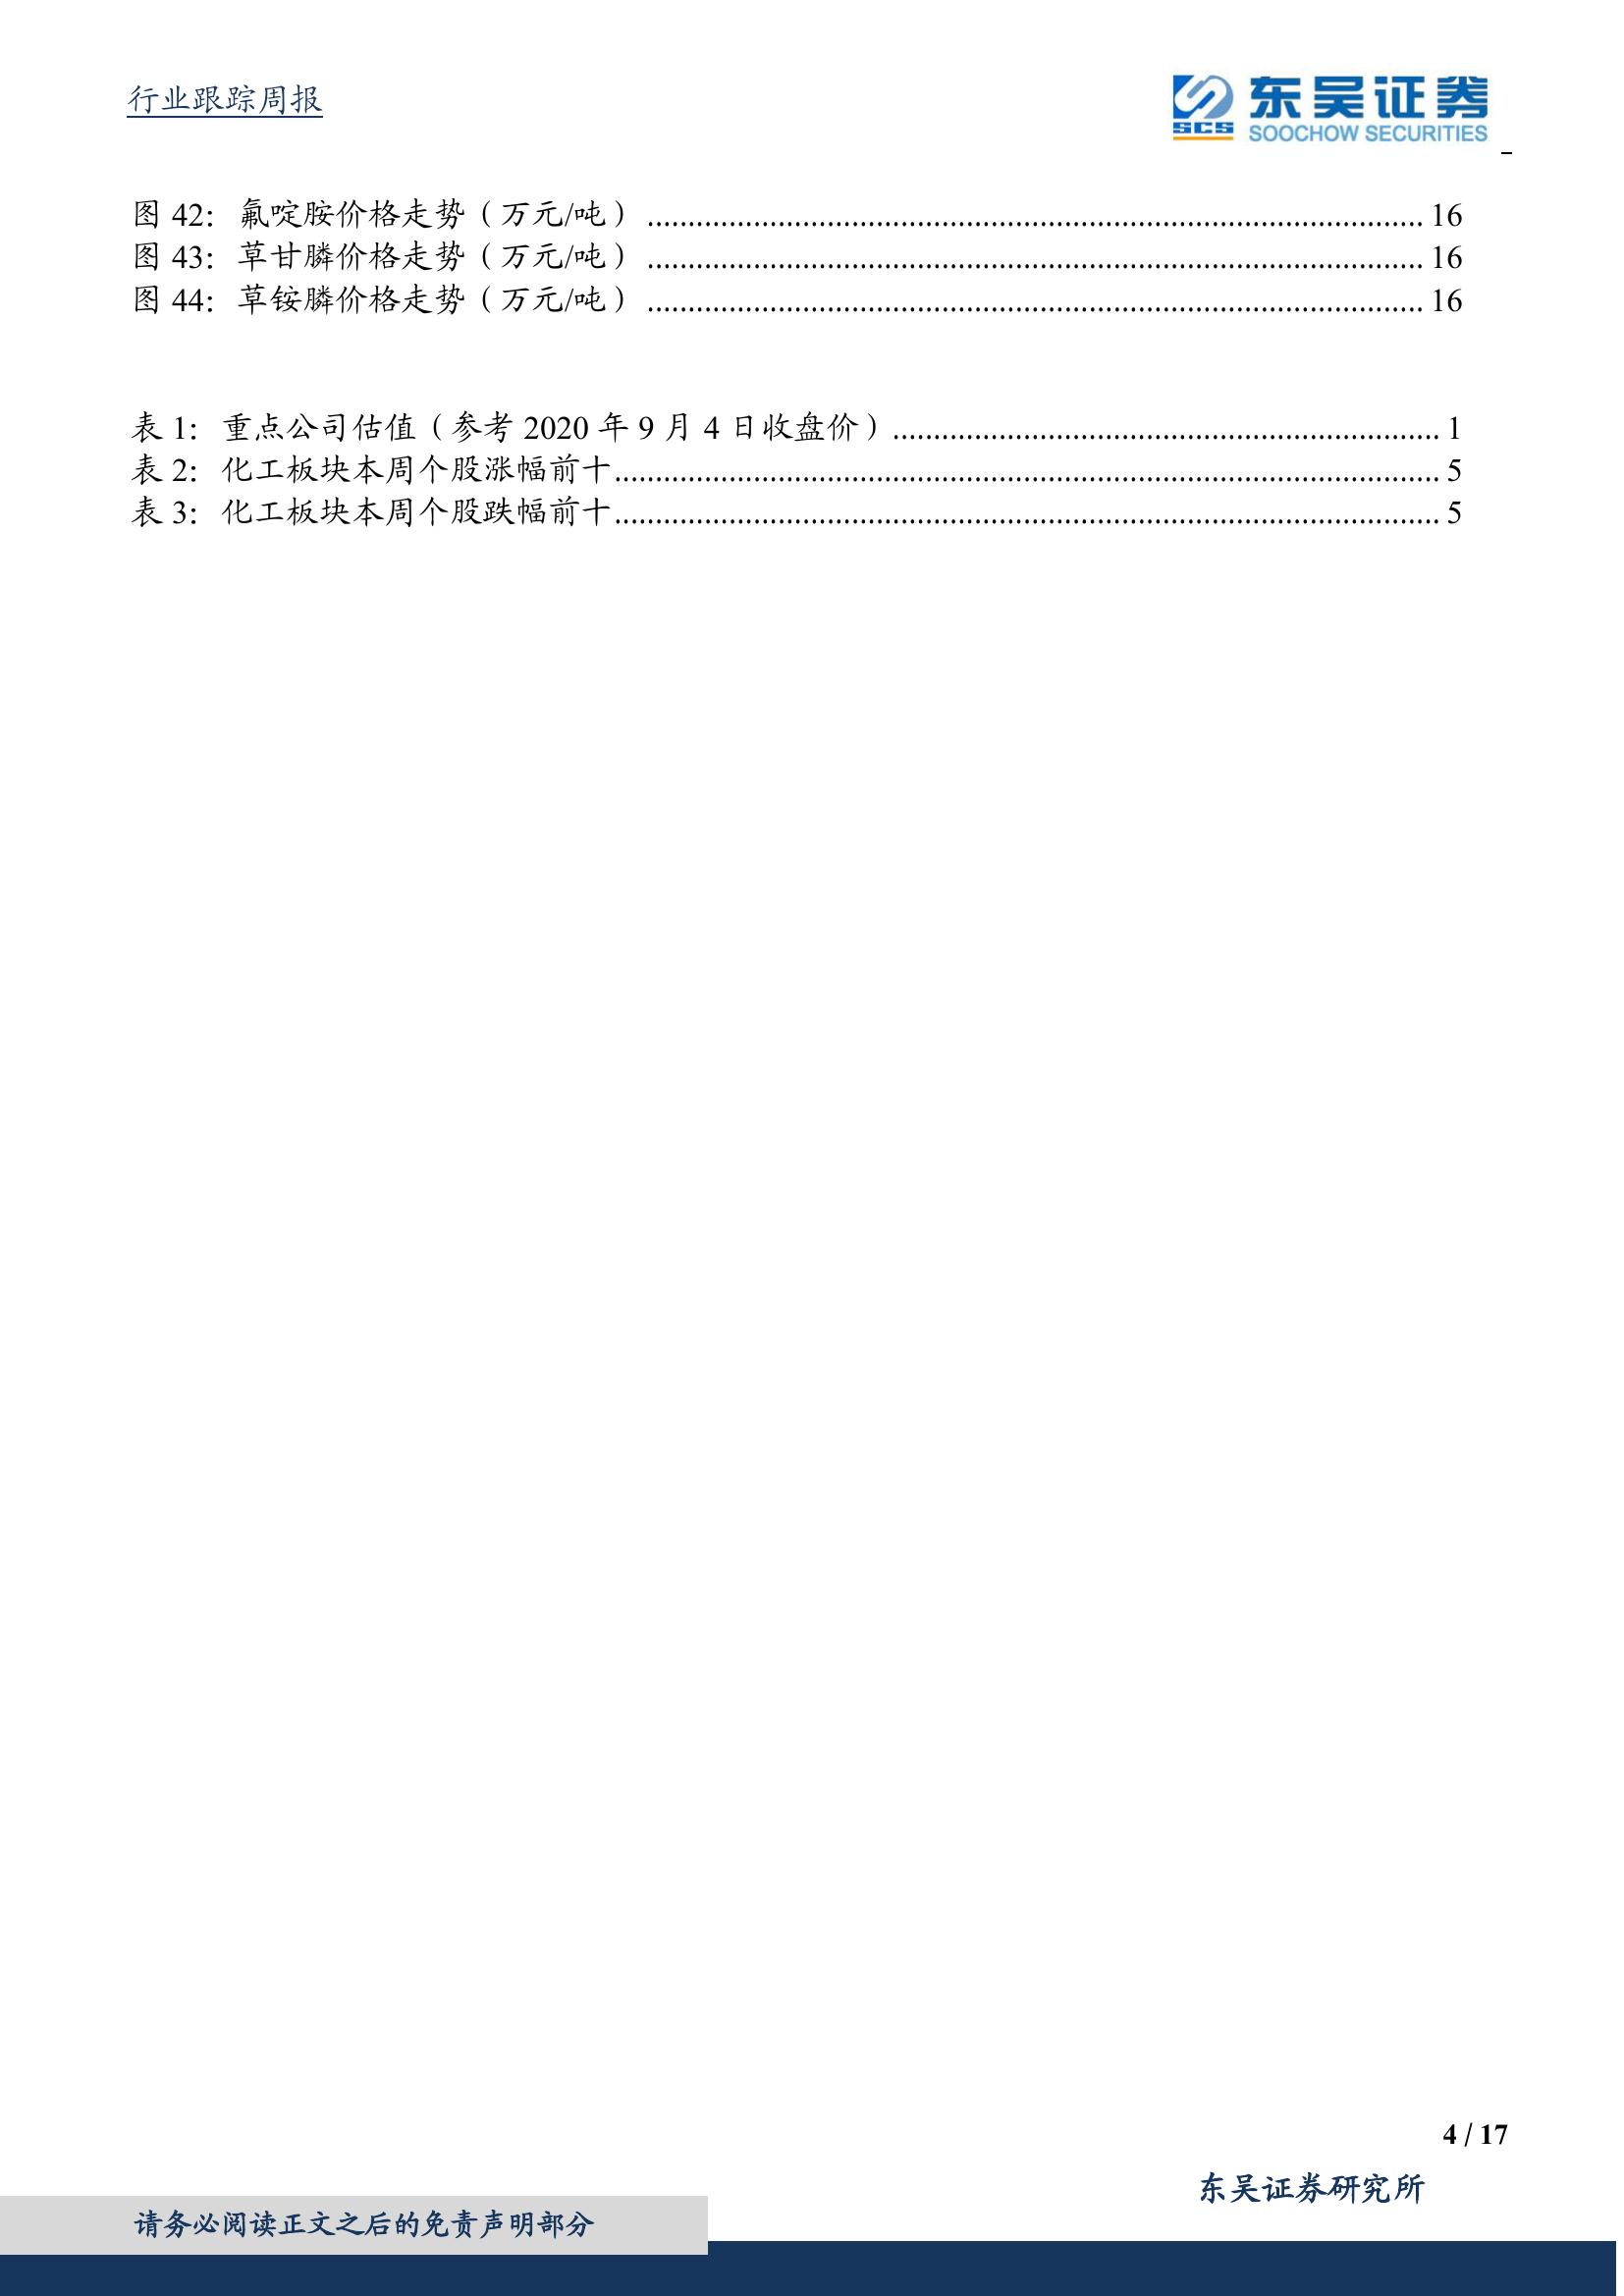 行业跟踪周报
SCS
东吴证券
SOOCHOW SECURITIES
图 42：氟啶胺价格走势（万元/吨） ............................................................ 16
图 43：草甘膦价格走势（万元/吨） ............................................................ 16
图 44：草铵膦价格走势（万元/吨） ............................................................ 16
表 1：重点公司估值（参考 2020 年 9 月 4 日收盘价）............................................................ 1
表 2：化工板块本周个股涨幅前十............................................................ 5
表 3：化工板块本周个股跌幅前十............................................................ 5
4 / 17
东吴证券研究所
请务必阅读正文之后的免责声明部分